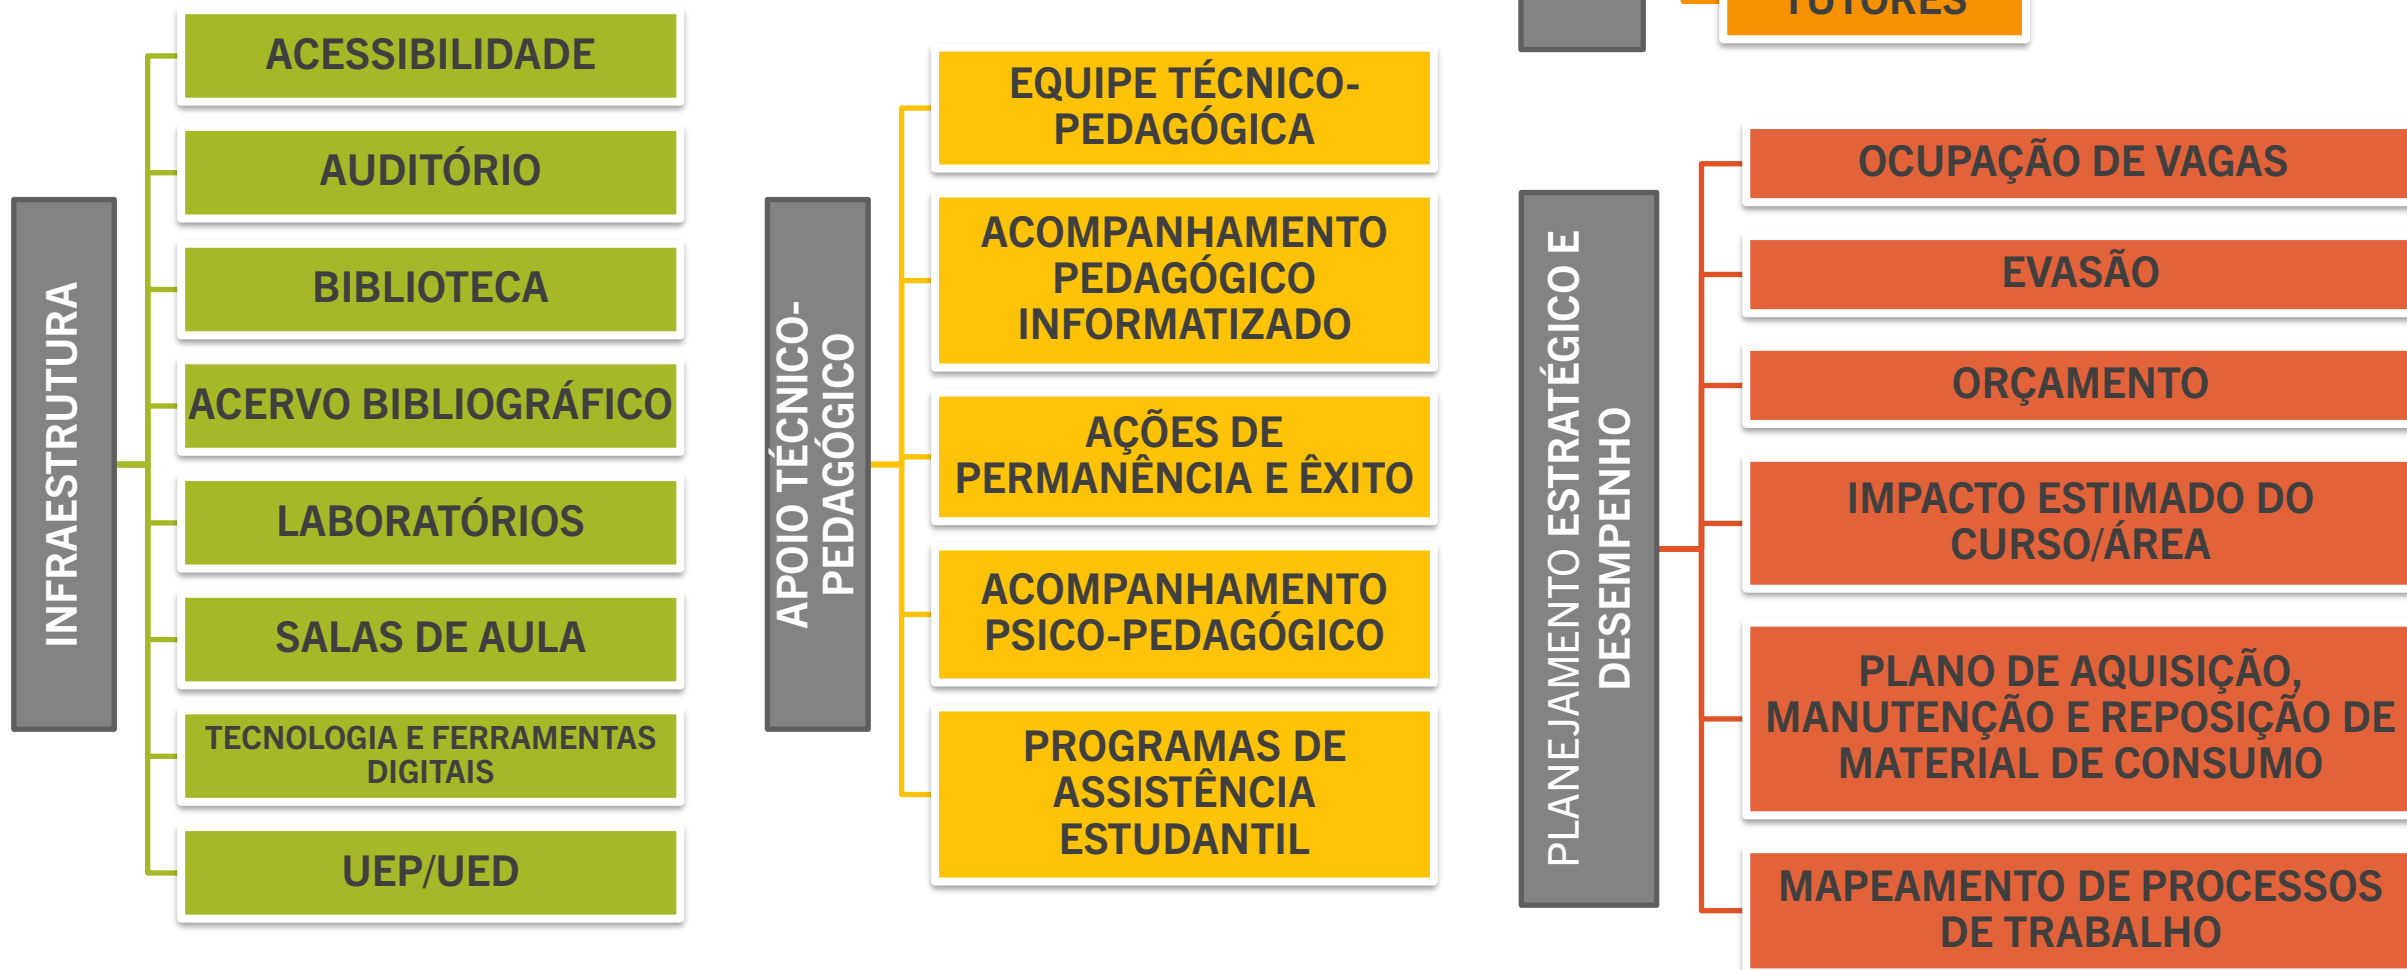 INFRAESTRUTURA
ACESSIBILIDADE
AUDITÓRIO
BIBLIOTECA
ACERVO BIBLIOGRÁFICO
LABORATÓRIOS
SALAS DE AULA
TECNOLOGIA E FERRAMENTAS
DIGITAIS
UEP/UED
APOIO TÉCNICO-
PEDAGÓGICO
EQUIPE TÉCNICO-
PEDAGÓGICA
ACOMPANHAMENTO
PEDAGÓGICO
INFORMATIZADO
AÇÕES DE
PERMANÊNCIA E ÊXITO
ACOMPANHAMENTO
PSICO-PEDAGÓGICO
PROGRAMAS DE
ASSISTÊNCIA
ESTUDANTIL
TUTORES
PLANEJAMENTO ESTRATÉGICO E
DESEMPENHO
OCUPAÇÃO DE VAGAS
EVASÃO
ORÇAMENTO
IMPACTO ESTIMADO DO
CURSO/ÁREA
PLANO DE AQUISIÇÃO,
MANUTENÇÃO E REPOSIÇÃO DE
MATERIAL DE CONSUMO
MAPEAMENTO DE PROCESSOS
DE TRABALHO